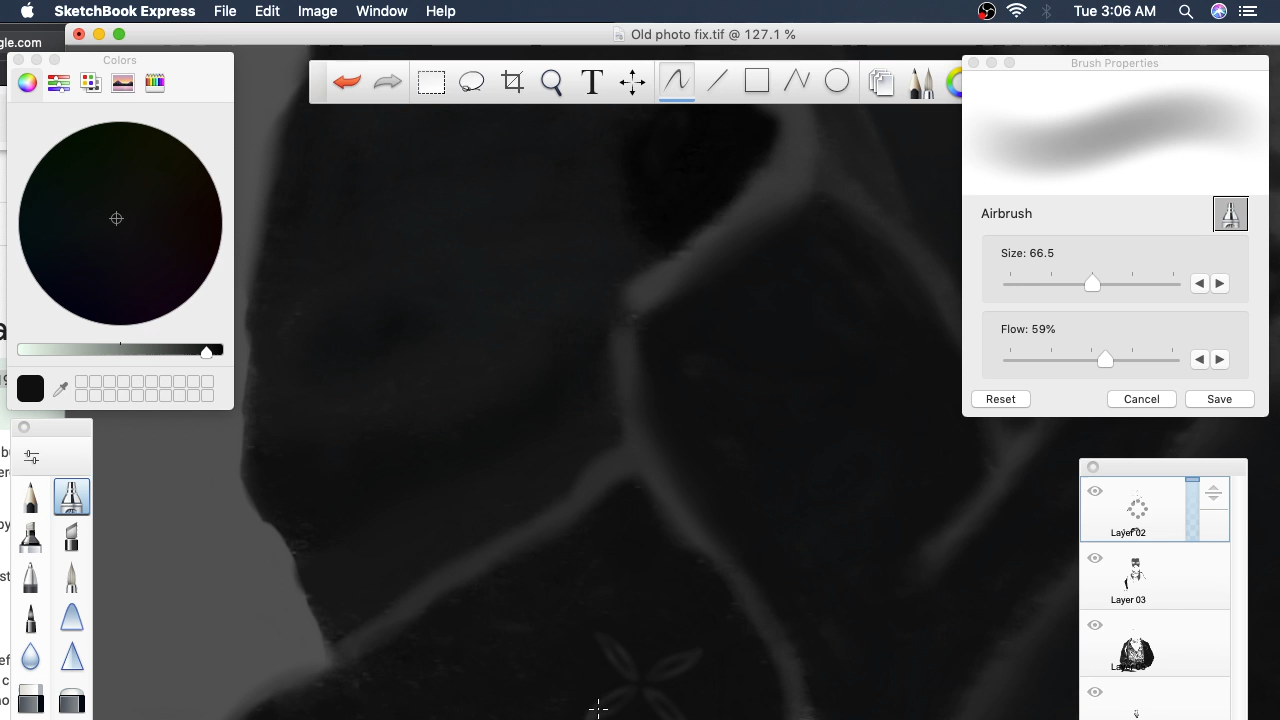 SketchBook Express File Edit Image Window Help Tue 3:06 AM
gle.com
Old photo fix.tif @ 127.1 %
Colors
T
Brush Properties
Airbrush
Size: 66.5
Flow: 59%
Reset Cancel Save
Layer 02
Layer 03